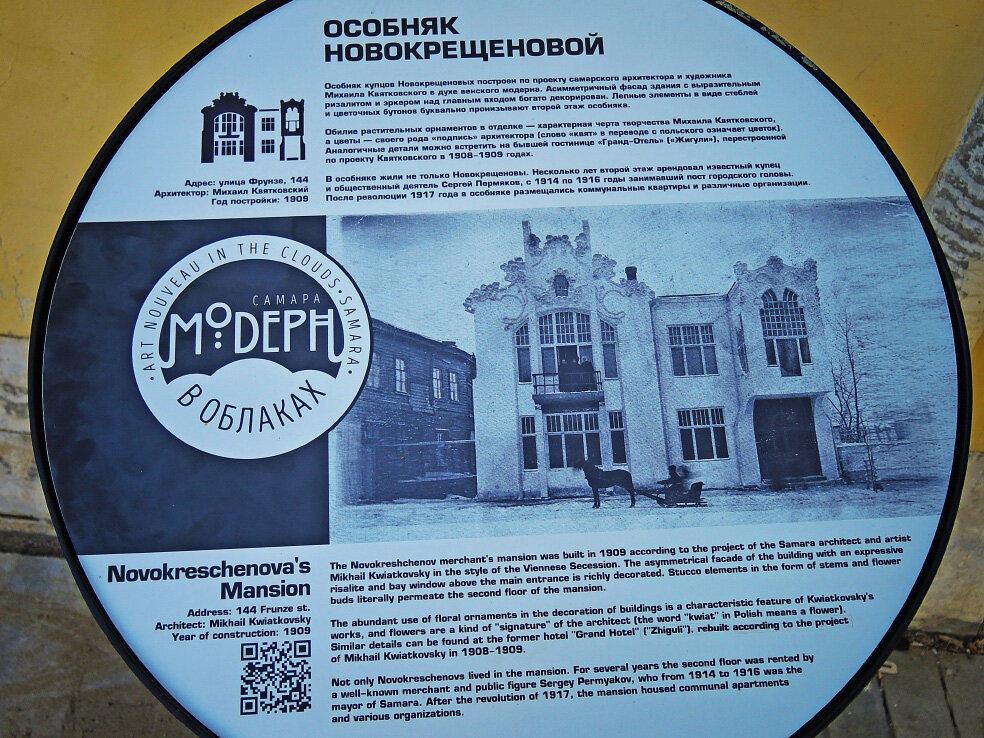 ОСОБНЯК
НОВОКРЕЩЕНОВОЙ
Особняк купцов Новокрещеновых построен по проекту самарского архитектора и художника
Михаила Квятковского в духе венского модерна. Асимметричный фасад здания с выразительным
ризалитом и эркером над главным входом богато декорирован. Лепные элементы в виде стеблей
и цветочных бутонов буквально пронизывают второй этаж особняка.
Обилие растительных орнаментов в отделке — характерная черта творчества Михаила Квятковского,
а цветы — своего рода «подпись» архитектора (слово «квят» в переводе с польского означает цветок).
Аналогичные детали можно встретить на бывшей гостинице «Гранд-Отель» («Жигули»), перестроенной
по проекту Квятковского в 1908–1909 годах.
В особняке жили не только Новокрещеновы. Несколько лет второй этаж арендовал известный купец
и общественный деятель Сергей Пермяков, с 1914 по 1916 годы занимавший пост городского головы.
После революции 1917 года в особняке размещались коммунальные квартиры и различные организации.
Адрес: улица Фрунзе, 144
Архитектор: Михаил Квятковский
Год постройки: 1909
• ART NOUVEAU IN THE CLOUDS • SAMARA •
САМАРА
МОДЕРН
В ОБЛАКАХ
Novokreschenova's
Mansion
Address: 144 Frunze st.
Architect: Mikhail Kwiatkovsky
Year of construction: 1909
The Novokreshchenov merchant's mansion was built in 1909 according to the project of the Samara architect and artist
Mikhail Kwiatkovsky in the style of the Viennese Secession. The asymmetrical facade of the building with an expressive
risalite and bay window above the main entrance is richly decorated. Stucco elements in the form of stems and flower
buds literally permeate the second floor of the mansion.
The abundant use of floral ornaments in the decoration of buildings is a characteristic feature of Kwiatkovsky's
works, and flowers are a kind of "signature" of the architect (the word "kwiat" in Polish means a flower).
Similar details can be found at the former hotel "Grand Hotel" ("Zhiguli"), rebuilt according to the project
of Mikhail Kwiatkovsky in 1908–1909.
Not only Novokreschenovs lived in the mansion. For several years the second floor was rented by
a well-known merchant and public figure Sergey Permyakov, who from 1914 to 1916 was the
mayor of Samara. After the revolution of 1917, the mansion housed communal apartments
and various organizations.